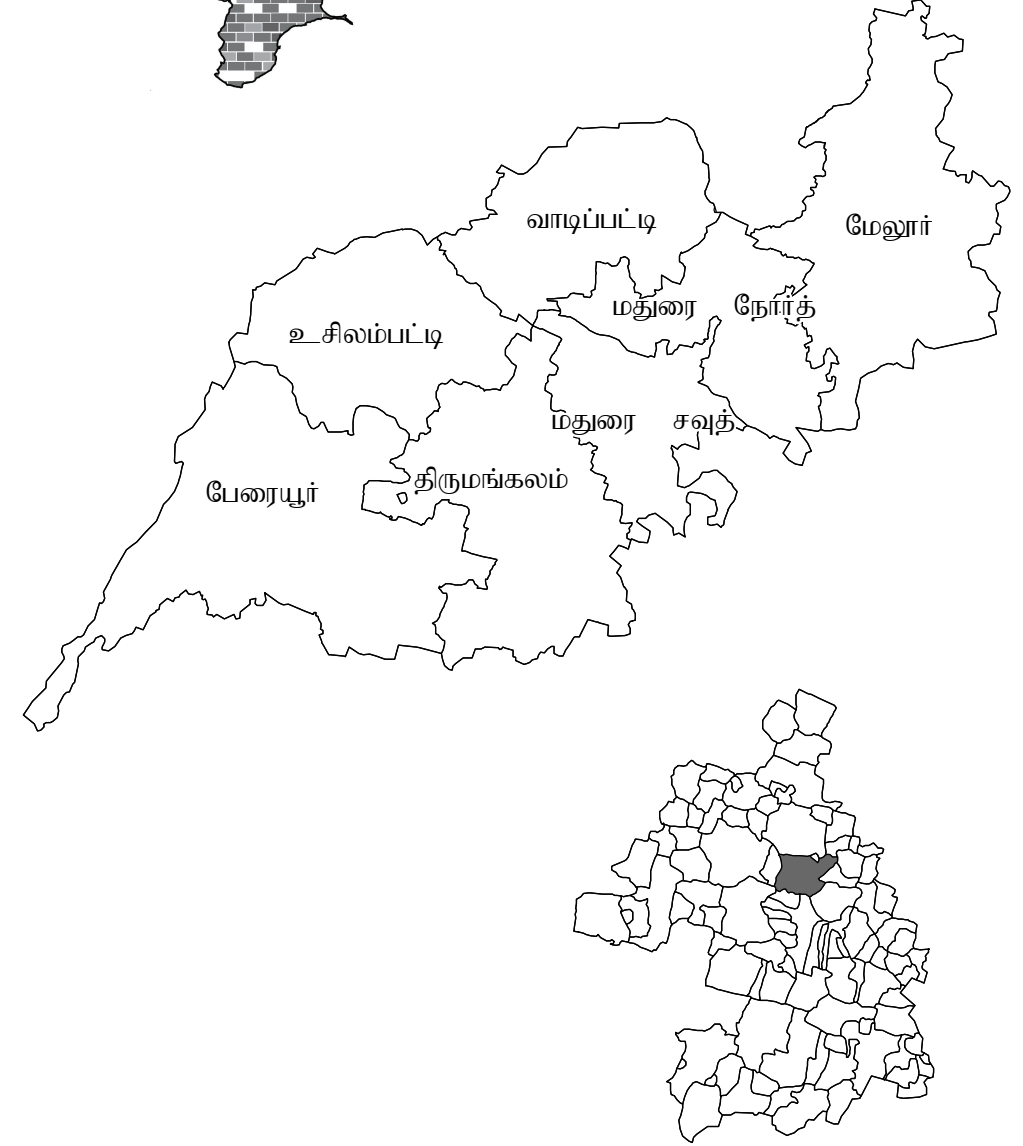 வாடிப்பட்டி
மேலூர்
மதுரை நேர்ர்த்
உசிலம்பட்டி
மதுரை சவுத்
திருமங்கலம்
பேரையூர்